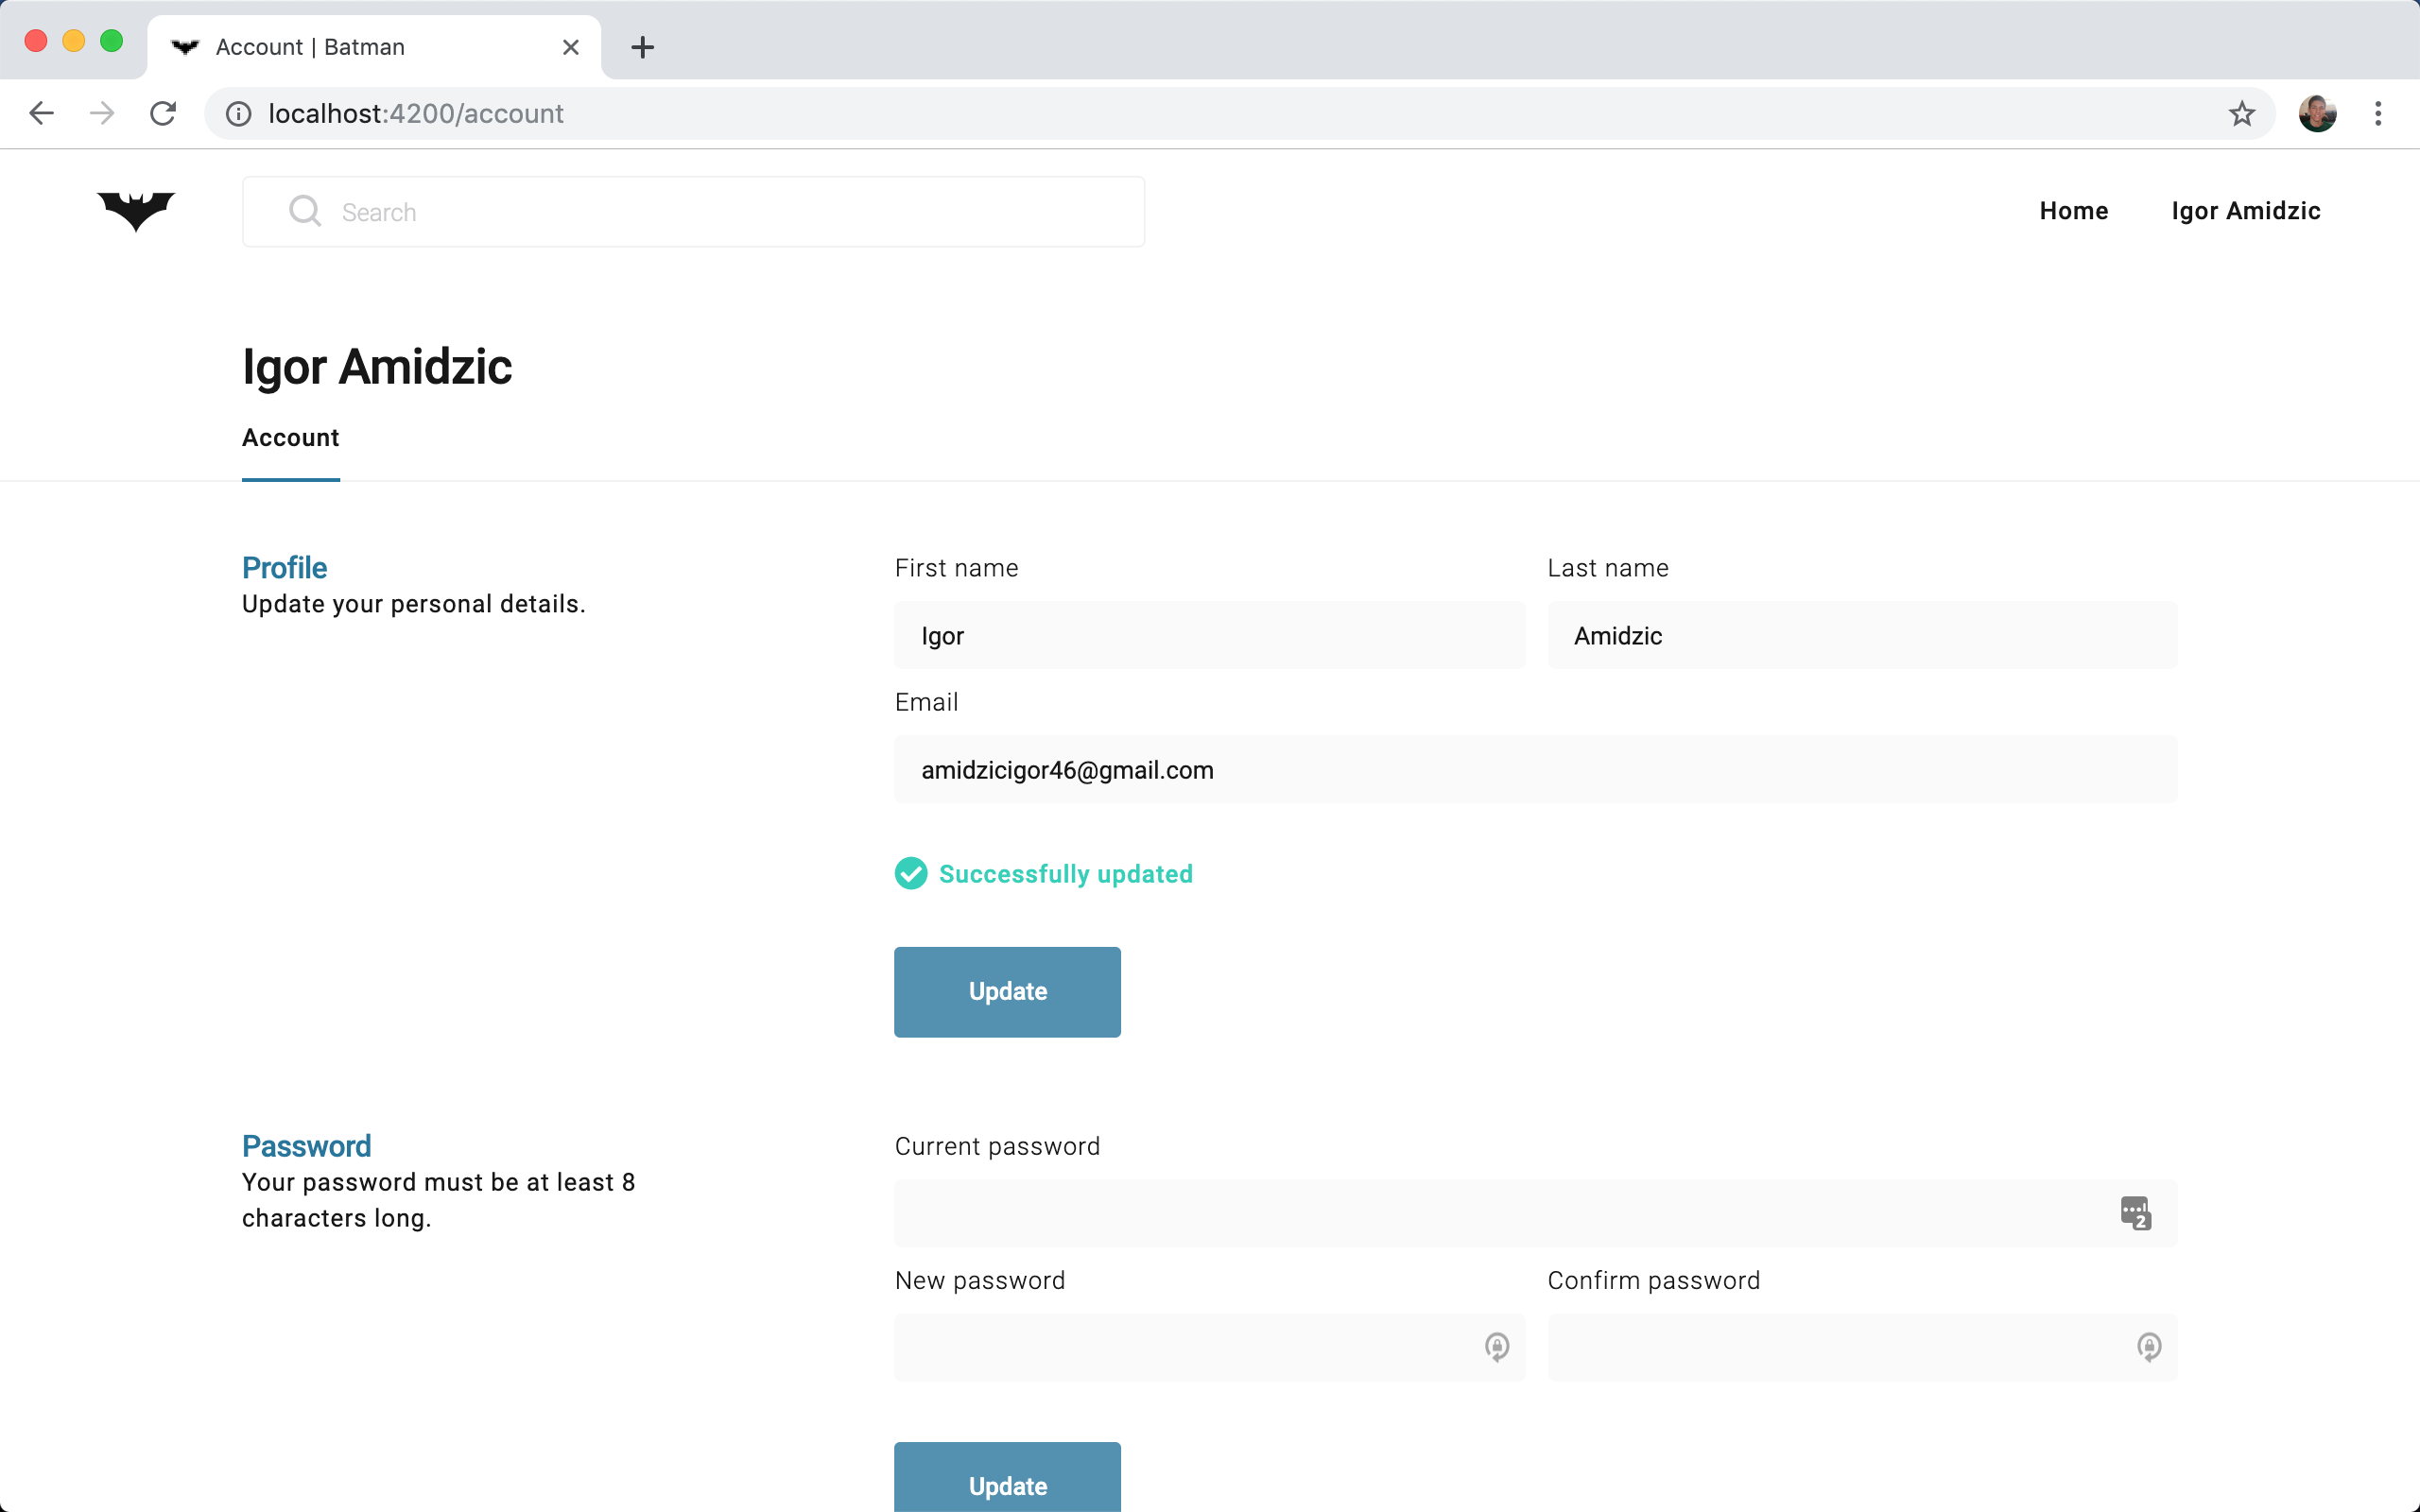 Account | Batman
localhost:4200/account
Search
Home
Igor Amidzic
Igor Amidzic
Account
Profile
Update your personal details.
First name
Last name
Igor
Amidzic
Email
amidzicigor46@gmail.com
Successfully updated
Update
Password
Your password must be at least 8
characters long.
Current password
2
New password
Confirm password
Update